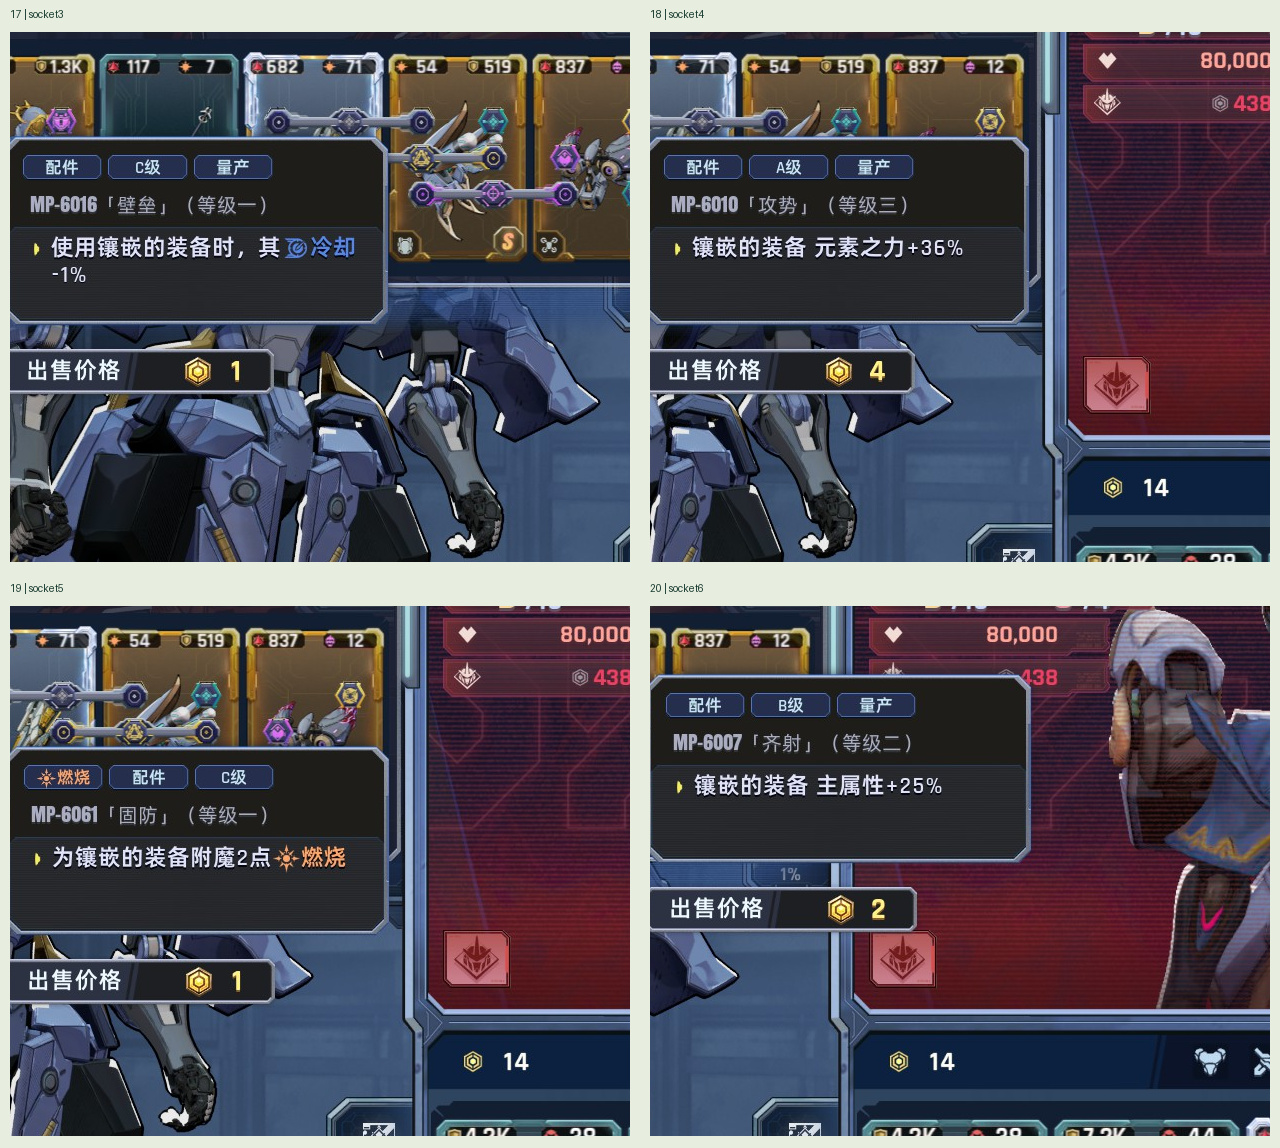 17 | socket3
1.3K 117 7 682 71 54 519 837
配件 C级 量产
MP-6016「壁垒」（等级一）
使用镶嵌的装备时，其冷却
-1%
S
出售价格 1
18 | socket4
71 54 519 837 12
80,000
438
配件 A级 量产
MP-6010「攻势」（等级三）
镶嵌的装备 元素之力+36%
出售价格 4
14
19 | socket5
71 54 519 837 12
80,000
438
燃烧 配件 C级
MP-6061「固防」（等级一）
为镶嵌的装备附魔2点燃烧
出售价格 1
14
20 | socket6
837 12
80,000
438
配件 B级 量产
MP-6007「齐射」（等级二）
镶嵌的装备 主属性+25%
1%
出售价格 2
14